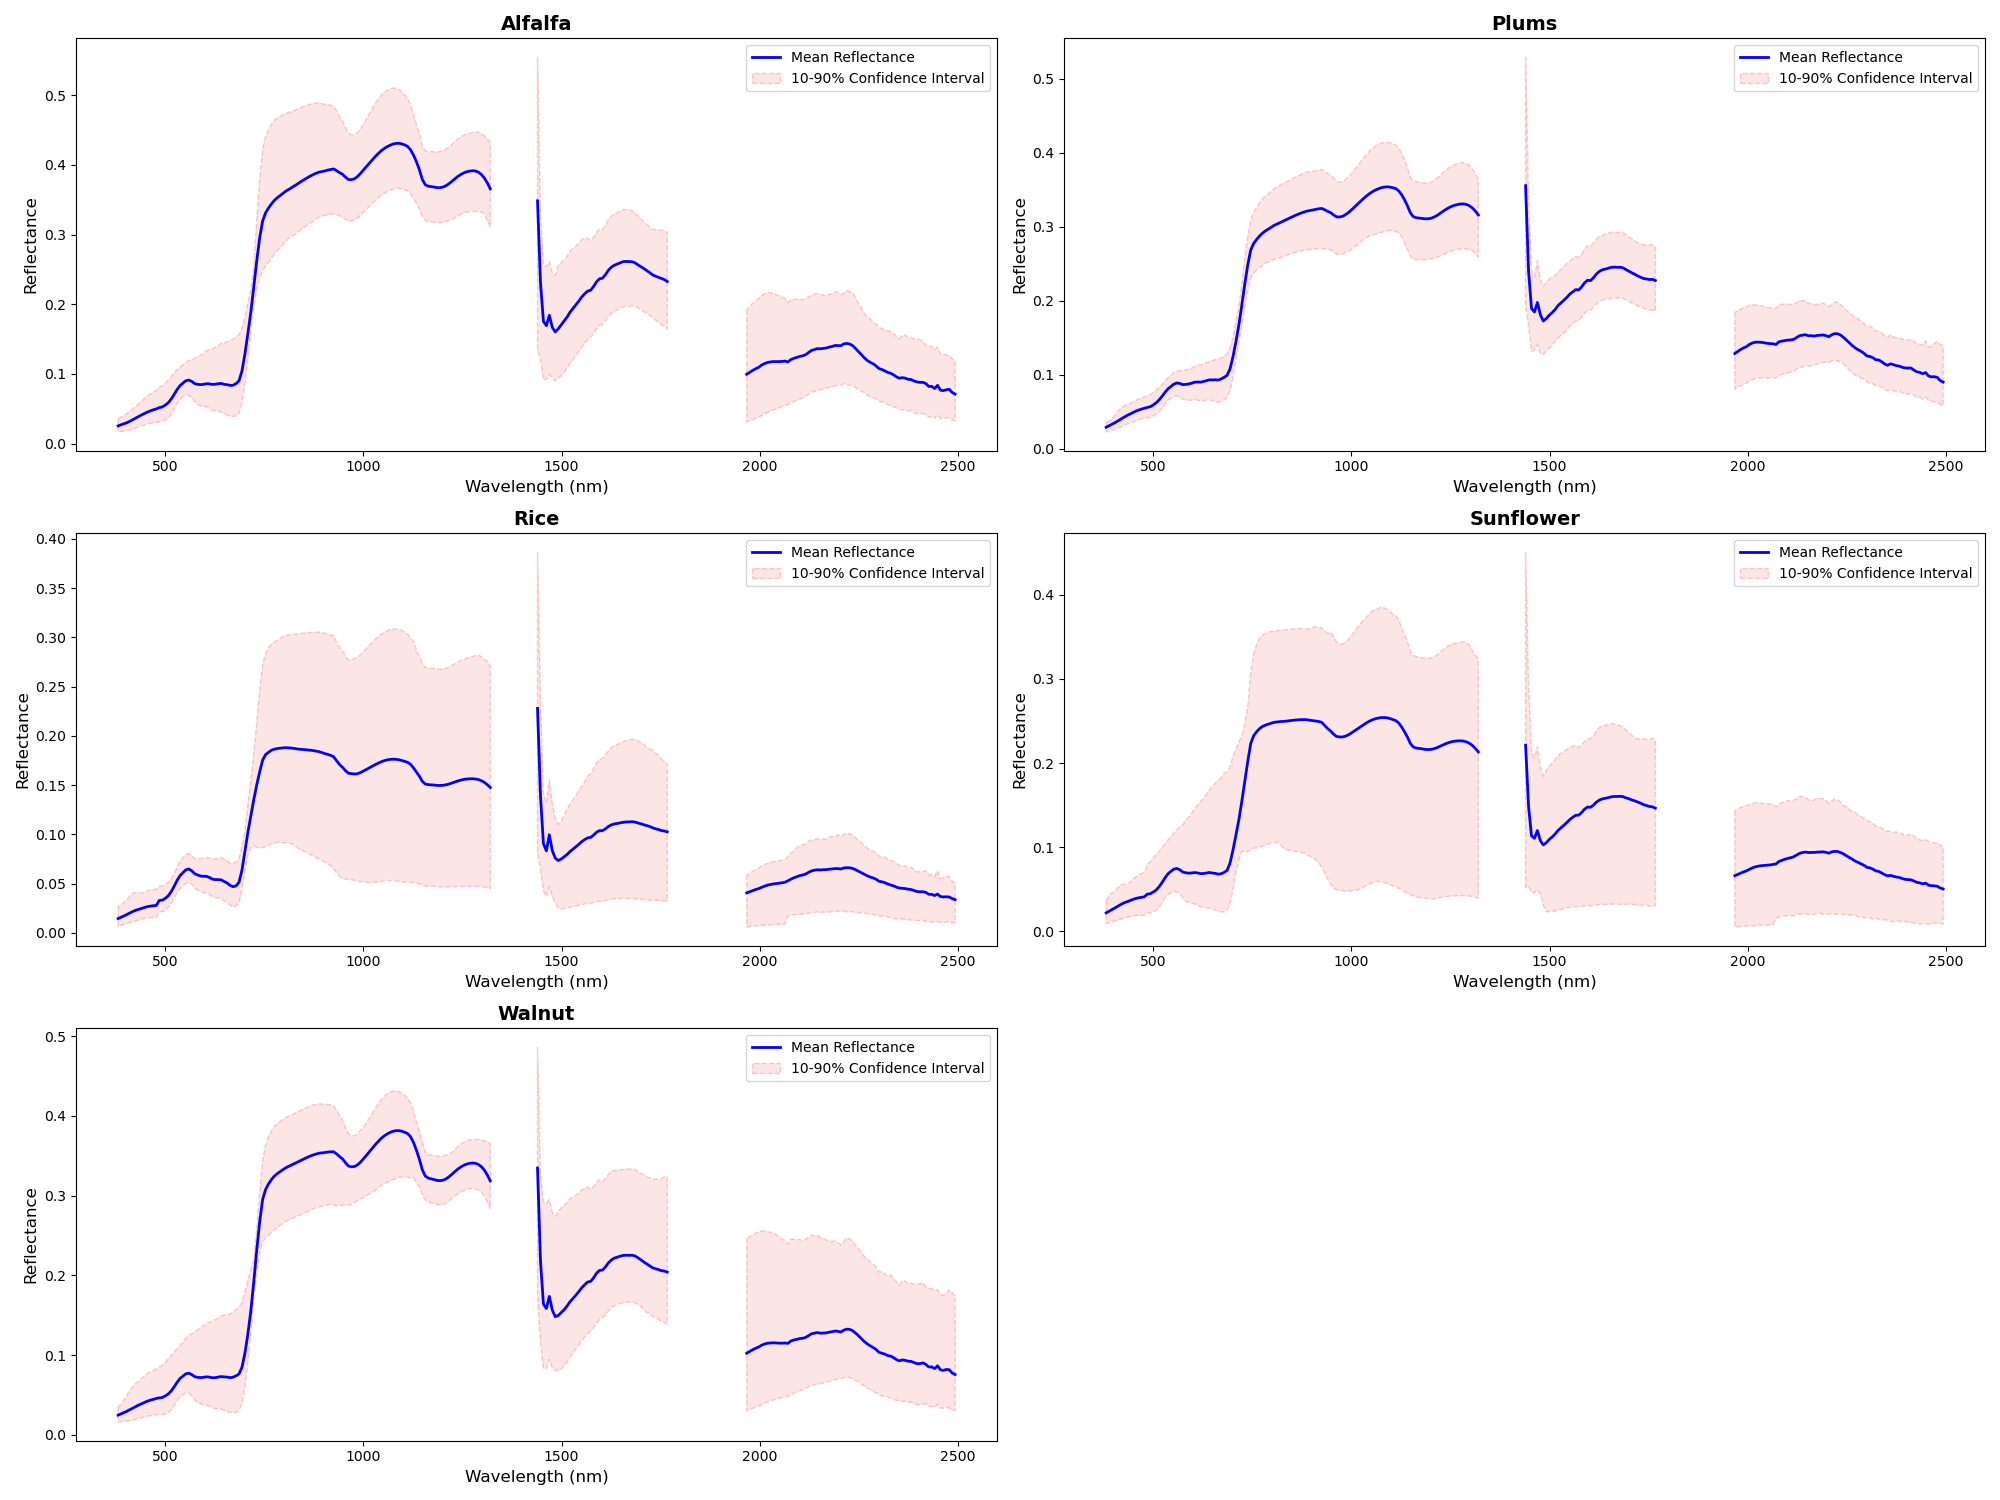 Alfalfa
Mean Reflectance
10-90% Confidence Interval
Reflectance
0.5
0.4
0.3
0.2
0.1
0.0
500 1000 1500 2000 2500
Wavelength (nm)
Plums
Mean Reflectance
10-90% Confidence Interval
Reflectance
0.5
0.4
0.3
0.2
0.1
0.0
500 1000 1500 2000 2500
Wavelength (nm)
Rice
Mean Reflectance
10-90% Confidence Interval
Reflectance
0.40
0.35
0.30
0.25
0.20
0.15
0.10
0.05
0.00
500 1000 1500 2000 2500
Wavelength (nm)
Sunflower
Mean Reflectance
10-90% Confidence Interval
Reflectance
0.4
0.3
0.2
0.1
0.0
500 1000 1500 2000 2500
Wavelength (nm)
Walnut
Mean Reflectance
10-90% Confidence Interval
Reflectance
0.5
0.4
0.3
0.2
0.1
0.0
500 1000 1500 2000 2500
Wavelength (nm)